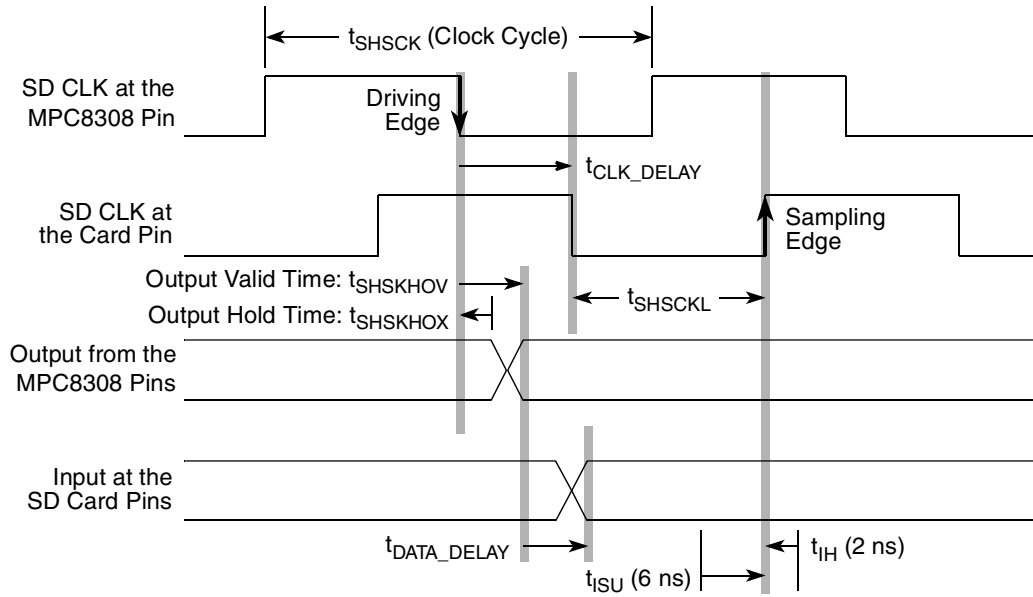 tSHSCK (Clock Cycle)
SD CLK at the
MPC8308 Pin
Driving
Edge
tCLK_DELAY
SD CLK at
the Card Pin
Sampling
Edge
Output Valid Time: tSHSKHOV
tSHSCKL
Output Hold Time: tSHSKHOX
Output from the
MPC8308 Pins
Input at the
SD Card Pins
tDATA_DELAY
tIH (2 ns)
tISU (6 ns)